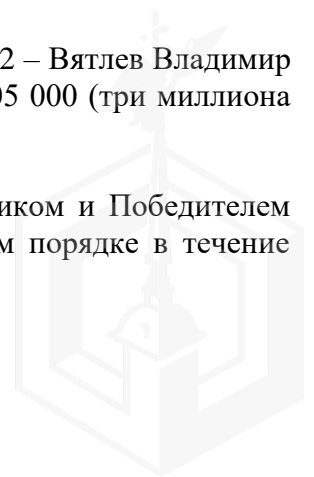 2 – Вятлев Владимир
05 000 (три миллиона
иком и Победителем
м порядке в течение